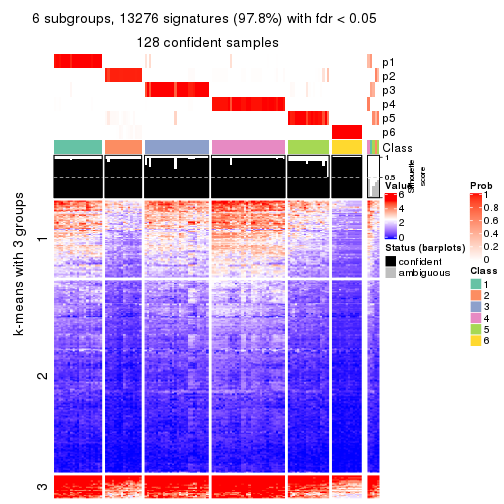 6 subgroups, 13276 signatures (97.8%) with fdr < 0.05
128 confident samples
p1
p2
p3
p4
p5
p6
Class
1
0.5
0
Silhouette
score
k-means with 3 groups
1
2
3
Value
6
4
2
0
Status (barplots)
confident
ambiguous
Prob
1
0.8
0.6
0.4
0.2
0
Class
1
2
3
4
5
6